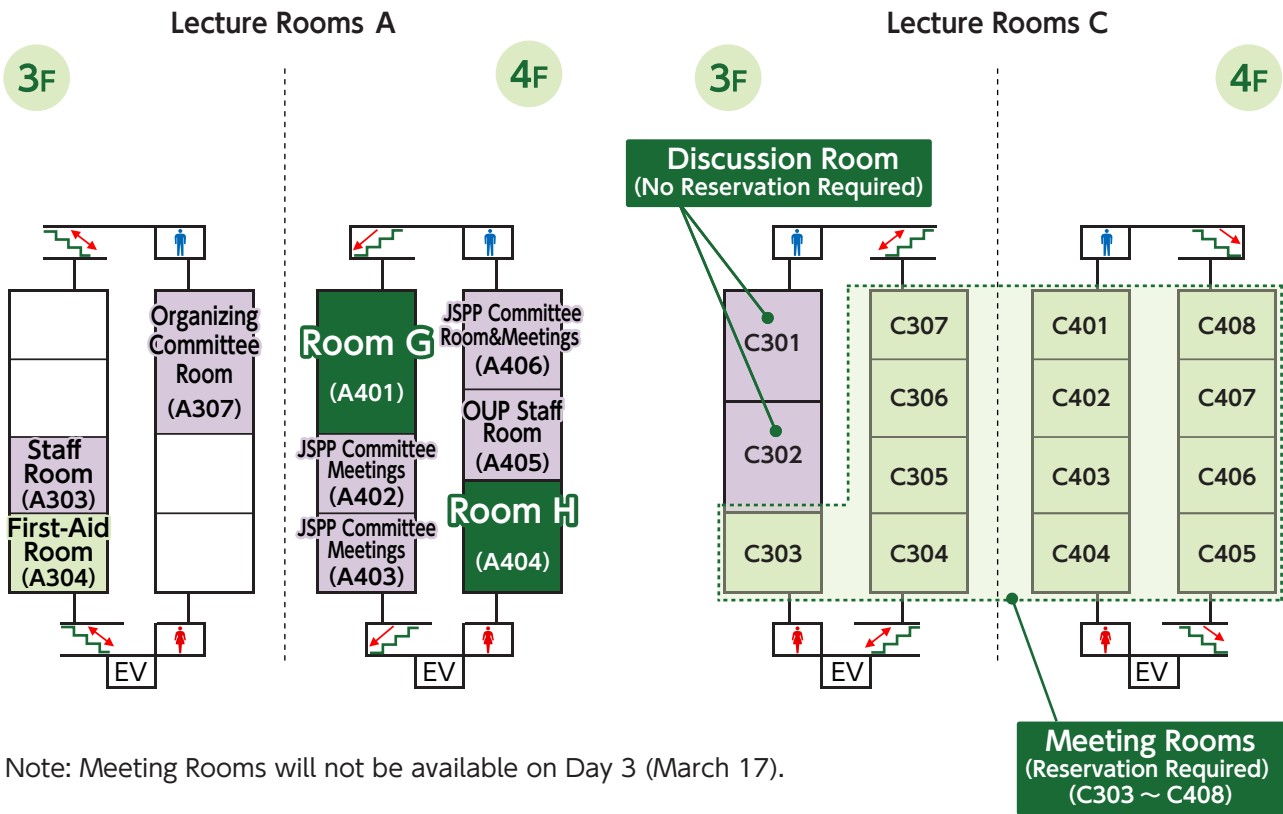 Lecture Rooms A
3F
4F
Organizing
Committee
Room
(A307)
Staff
Room
(A303)
First-Aid
Room
(A304)
EV
Room G
(A401)
JSPP Committee
Meetings
(A402)
JSPP Committee
Meetings
(A403)
JSPP Committee
Room&Meetings
(A406)
OUP Staff
Room
(A405)
Room H
(A404)
EV
Lecture Rooms C
3F
4F
Discussion Room
(No Reservation Required)
C301
C302
C303
C307
C306
C305
C304
EV
C401
C402
C403
C404
C408
C407
C406
C405
EV
Meeting Rooms
(Reservation Required)
(C303 ～ C408)
Note: Meeting Rooms will not be available on Day 3 (March 17).